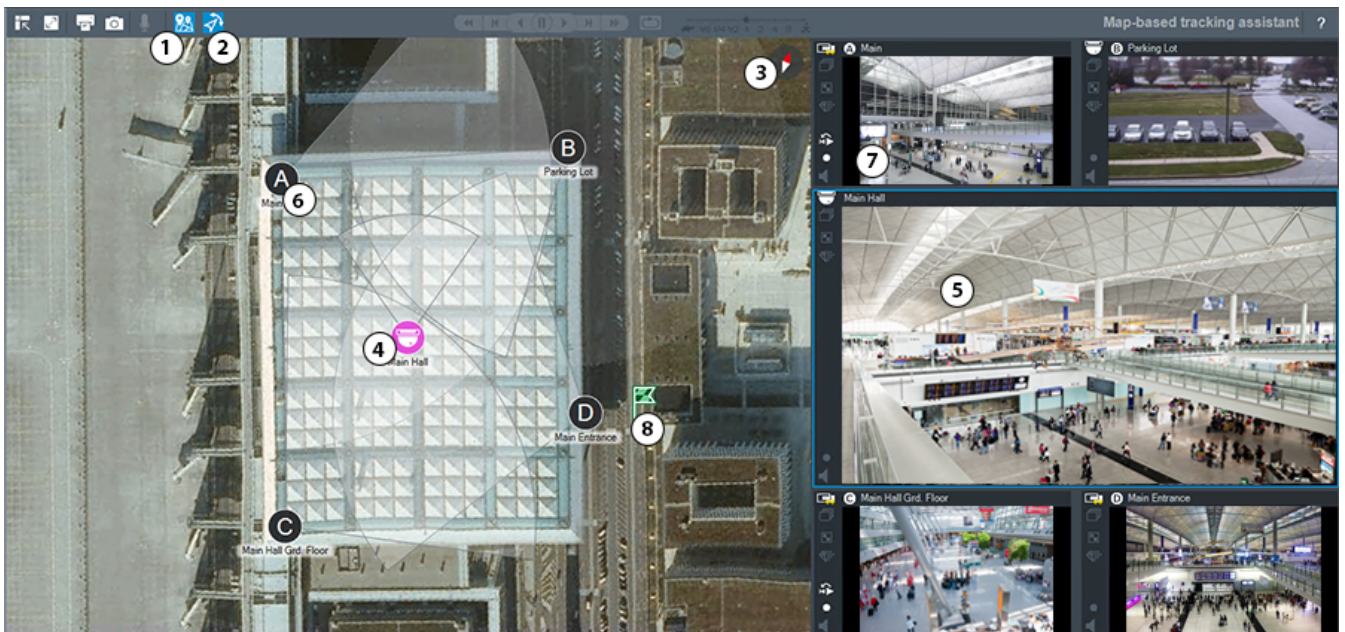 Map-based tracking assistant ?
1
2
3
A Main
B Parking Lot
B
Parking Lot
A
6
Main
7
Main Hall
5
4
Main Hall
D
Main Entrance
8
C
Main Hall Grd. Floor
C Main Hall Grd. Floor
D Main Entrance